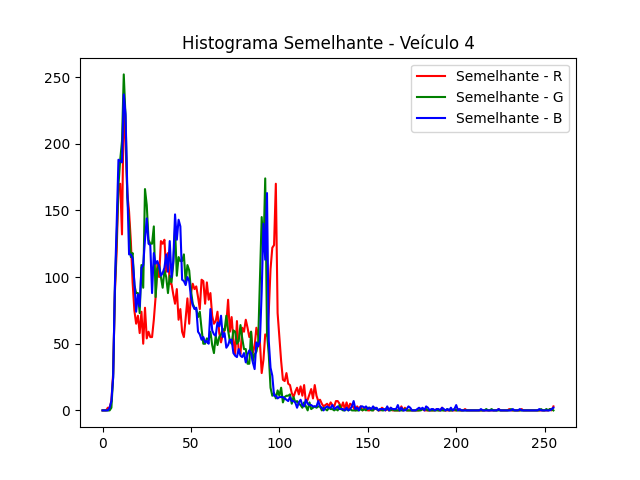 Histograma Semelhante - Veículo 4
Semelhante - R
Semelhante - G
Semelhante - B
250
200
150
100
50
0
0 50 100 150 200 250